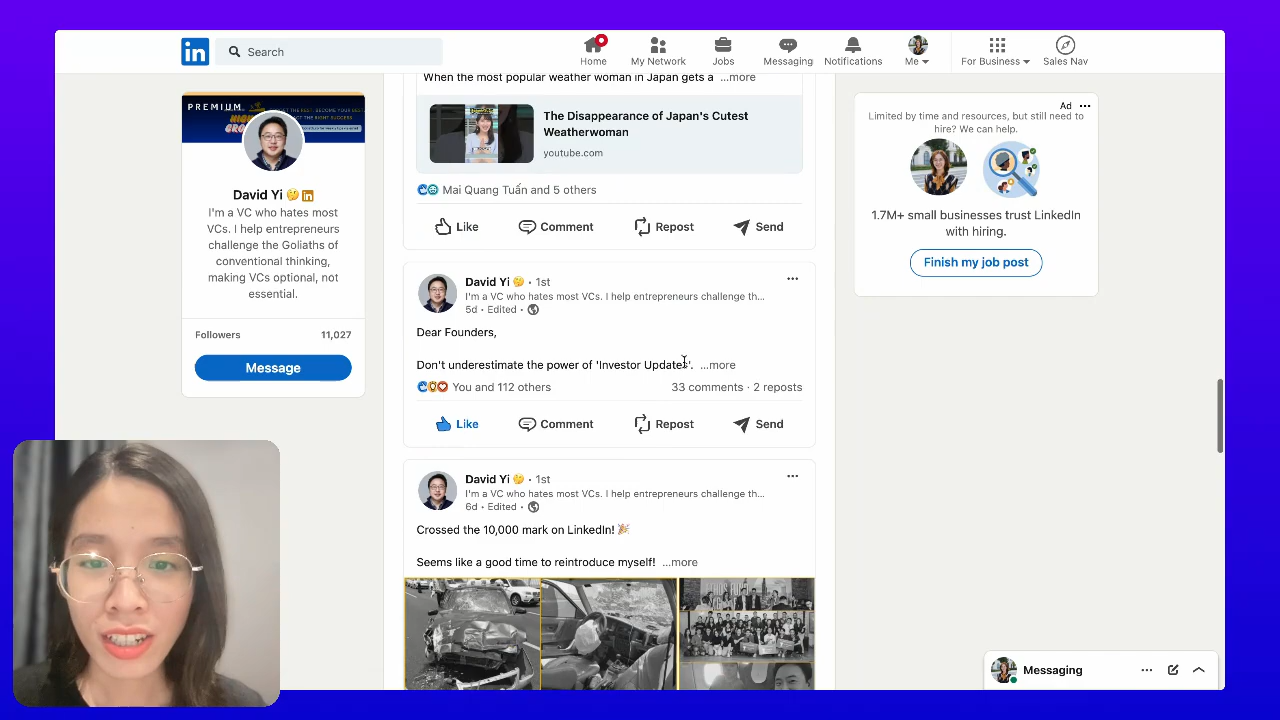 in
Search
Home
My Network
Jobs
Messaging
Notifications
Me
For Business
Sales Nav
PREMIUM
David Yi 🤔 in
I'm a VC who hates most
VCs. I help entrepreneurs
challenge the Goliaths of
conventional thinking,
making VCs optional, not
essential.
Followers 11,027
Message
When the most popular weather woman in Japan gets a ...more
The Disappearance of Japan's Cutest
Weatherwoman
youtube.com
Mai Quang Tuấn and 5 others
Like Comment Repost Send
David Yi 🤔 • 1st
I'm a VC who hates most VCs. I help entrepreneurs challenge th...
5d • Edited •
Dear Founders,
Don't underestimate the power of 'Investor Updates'. ...more
You and 112 others 33 comments · 2 reposts
Like Comment Repost Send
David Yi 🤔 • 1st
I'm a VC who hates most VCs. I help entrepreneurs challenge th...
6d • Edited •
Crossed the 10,000 mark on LinkedIn! 🎉
Seems like a good time to reintroduce myself! ...more
Ad
Limited by time and resources, but still need to
hire? We can help.
1.7M+ small businesses trust LinkedIn
with hiring.
Finish my job post
Messaging